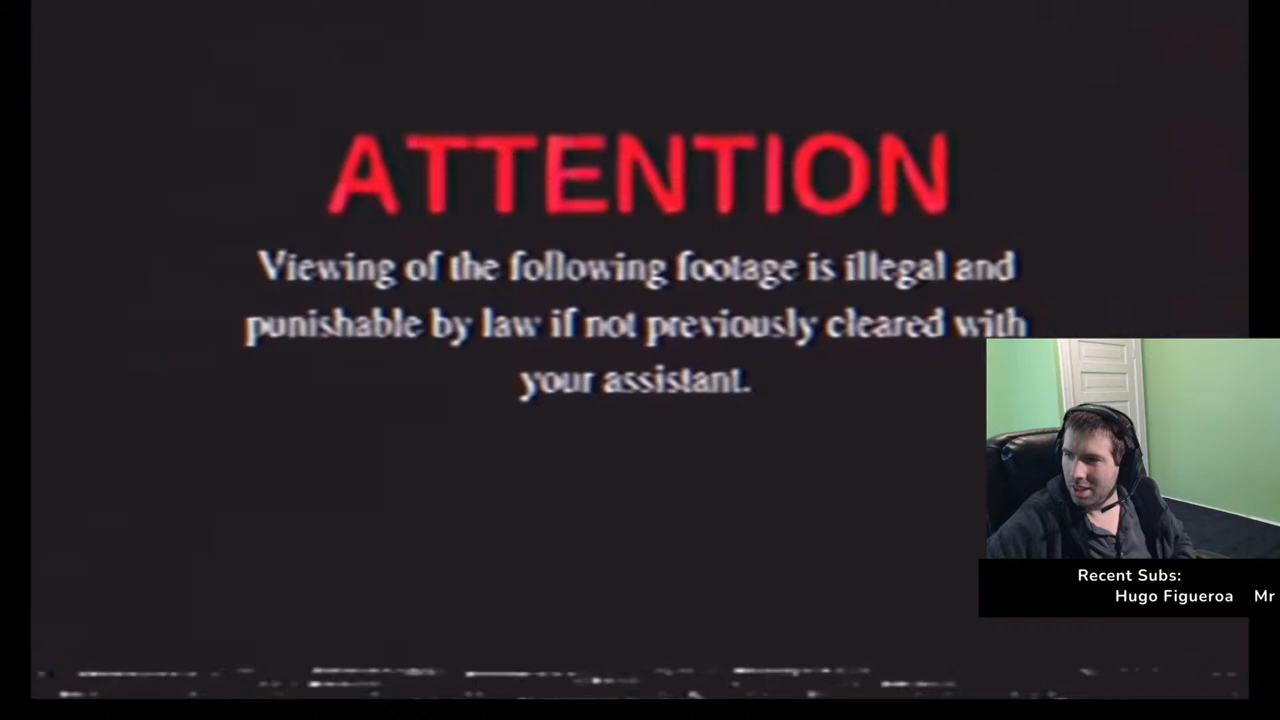 ATTENTION
Viewing of the following footage is illegal and
punishable by law if not previously cleared with
your assistant.
Recent Subs:
Hugo Figueroa Mr